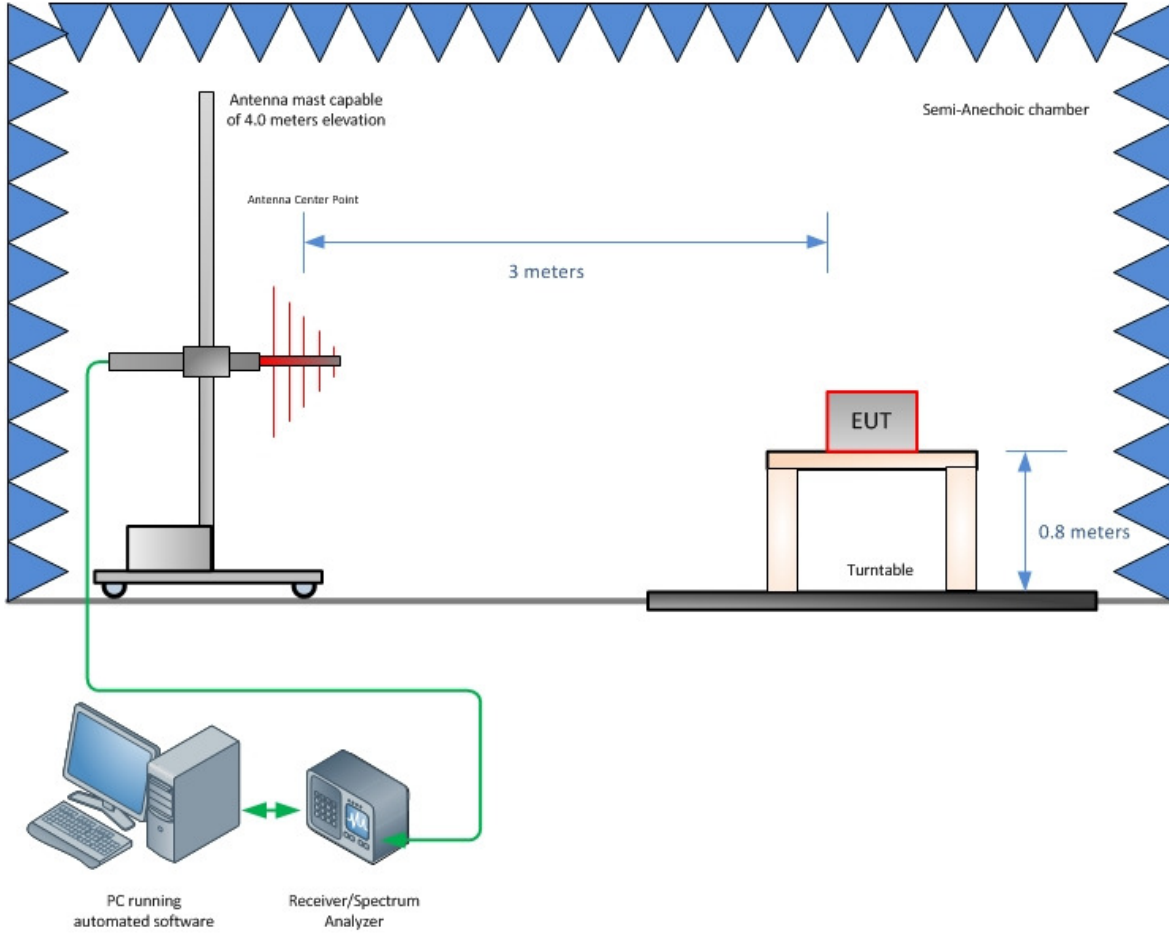 Antenna mast capable
of 4.0 meters elevation
Semi-Anechoic chamber
Antenna Center Point
3 meters
EUT
0.8 meters
Turntable
PC running
automated software
Receiver/Spectrum
Analyzer